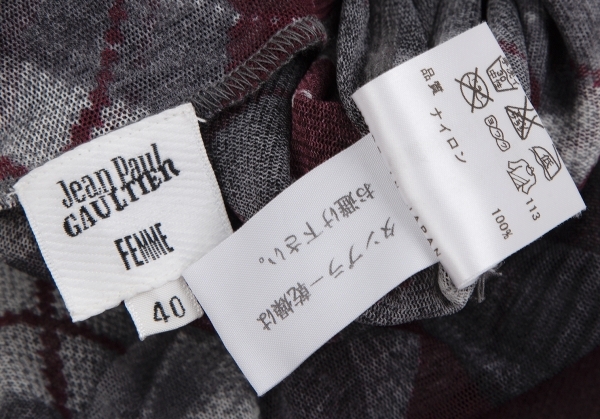 Jean Paul
GAULTIER
FEMME
40
タンブラー乾燥は
お避け下さい。
品質 ナイロン
100%
113